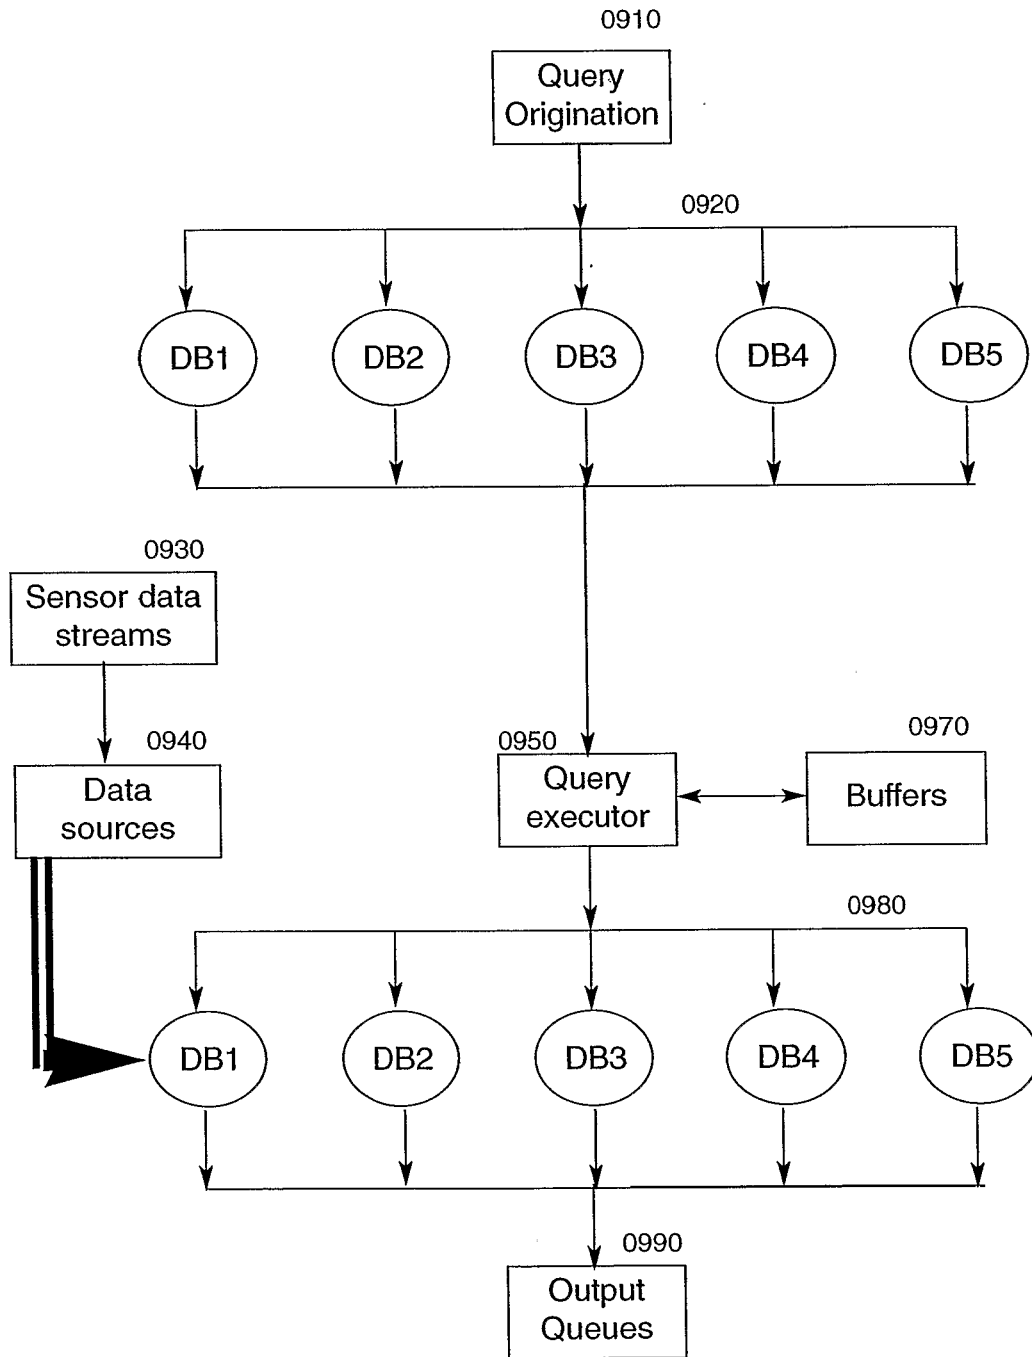 0910
Query
Origination
0920
DB1 DB2 DB3 DB4 DB5
0930
Sensor data
streams
0940
Data
sources
0950
Query
executor
0970
Buffers
0980
DB1 DB2 DB3 DB4 DB5
0990
Output
Queues